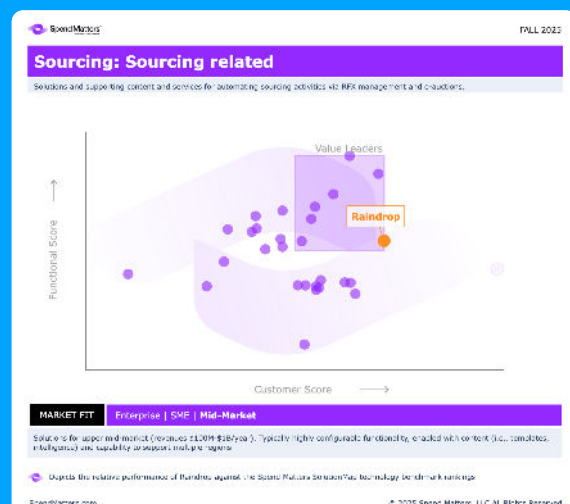 SpendMatters
FALL 2025
Sourcing: Sourcing related
Solutions and supporting content and services for automating sourcing activities via RFX management and e-auctions.
Value Leaders
Raindrop
Functional Score
Customer Score
MARKET FIT
Enterprise | SME | Mid-Market
Solutions for upper mid-market (revenues $100M-$1B/year). Typically highly configurable functionality, enabled with content (i.e., templates,
intelligence) and capability to support multiple regions
Depicts the relative performance of Raindrop against the Spend Matters SolutionMap technology benchmark rankings
SpendMatters.com
© 2025 Spend Matters, LLC All Rights Reserved